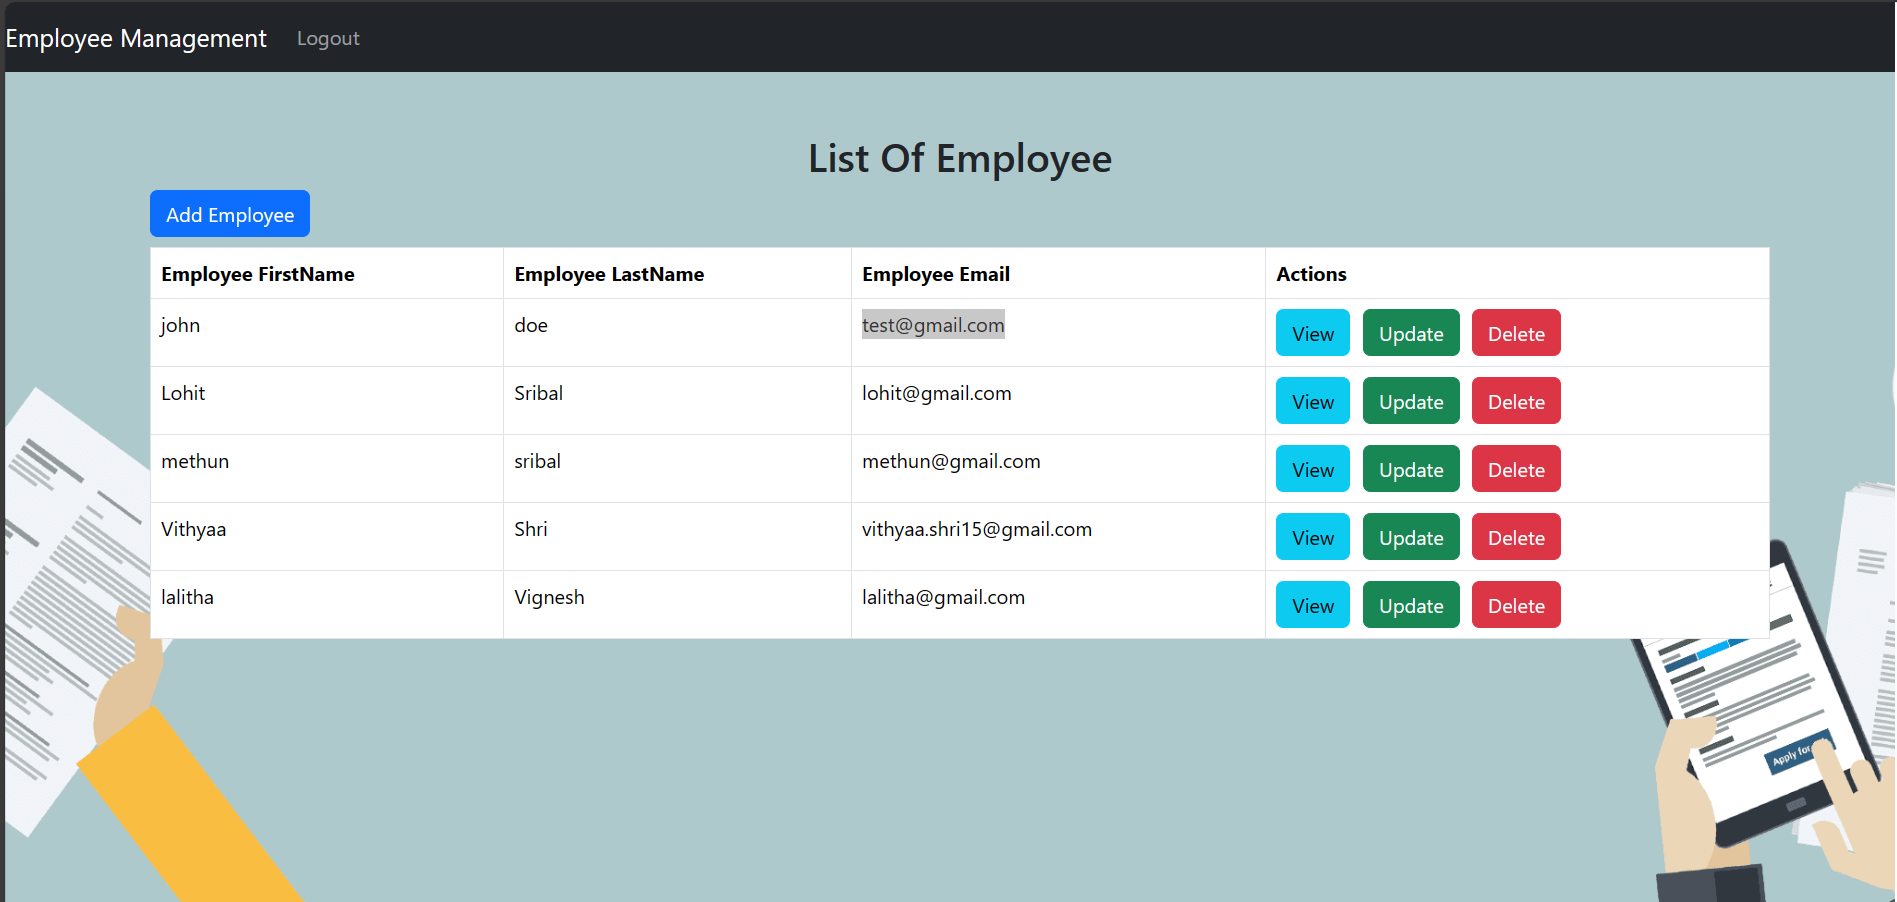 Employee Management Logout
List Of Employee
Add Employee
Employee FirstName Employee LastName Employee Email Actions
john doe test@gmail.com View Update Delete
Lohit Sribal lohit@gmail.com View Update Delete
methun sribal methun@gmail.com View Update Delete
Vithyaa Shri vithyaa.shri15@gmail.com View Update Delete
lalitha Vignesh lalitha@gmail.com View Update Delete
Apply for